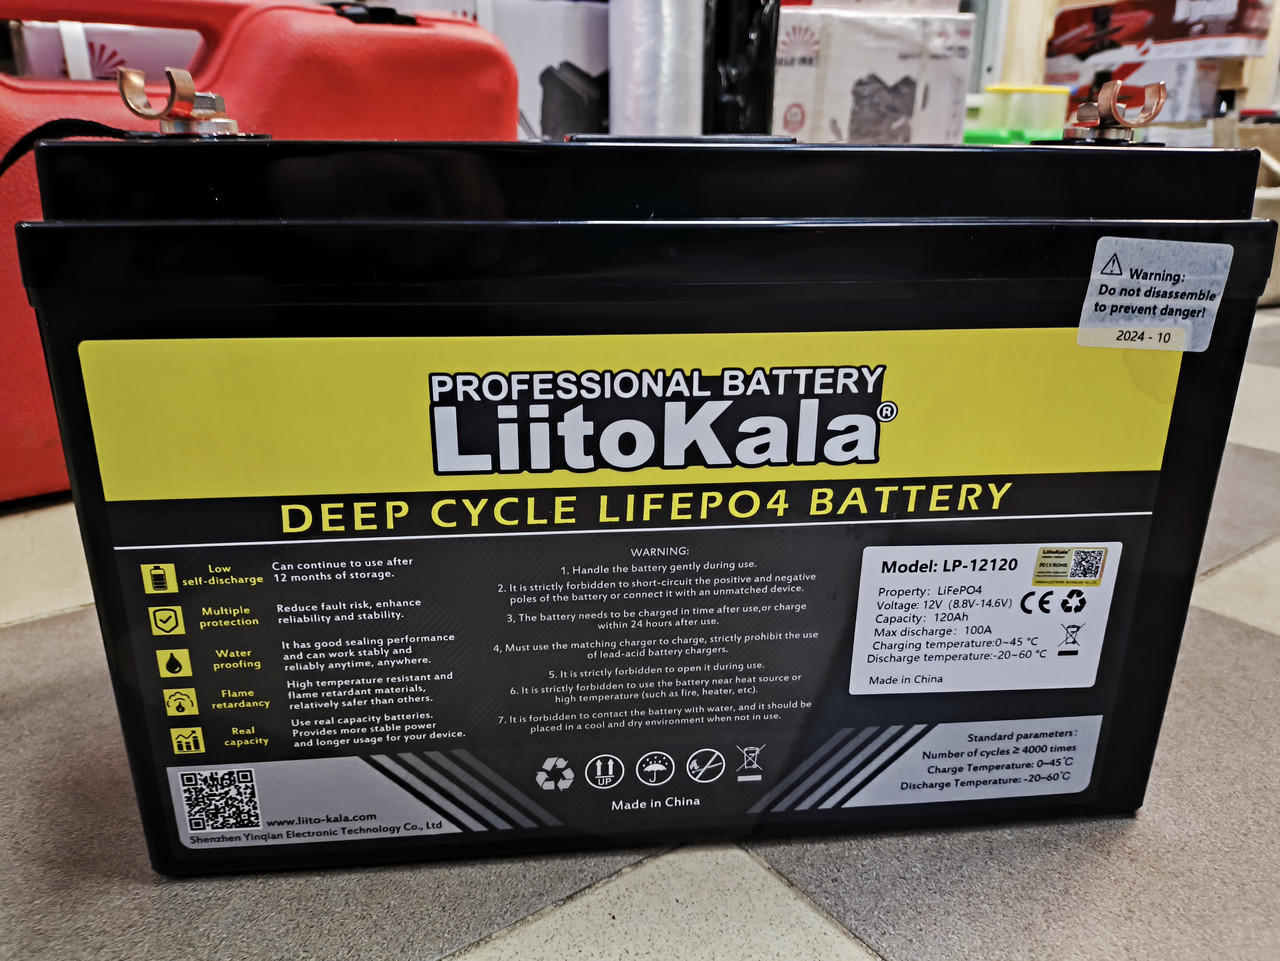 Warning:
Do not disassemble
to prevent danger!
2024 - 10
PROFESSIONAL BATTERY
LiitoKala®
DEEP CYCLE LIFEPO4 BATTERY
Low
self-discharge
Can continue to use after
12 months of storage.
Multiple
protection
Reduce fault risk, enhance
reliability and stability.
Water
proofing
It has good sealing performance
and can work stably and
reliably anytime, anywhere.
Flame
retardancy
High temperature resistant and
flame retardant materials,
relatively safer than others.
Real
capacity
Use real capacity batteries.
Provides more stable power
and longer usage for your device.
WARNING:
1. Handle the battery gently during use.
2. It is strictly forbidden to short-circuit the positive and negative
poles of the battery or connect it with an unmatched device.
3, The battery needs to be charged in time after use,or charge
within 24 hours after use.
4, Must use the matching charger to charge, strictly prohibit the use
of lead-acid battery chargers.
5. It is strictly forbidden to open it during use.
6. It is strictly forbidden to use the battery near heat source or
high temperature (such as fire, heater, etc).
7. It is forbidden to contact the battery with water, and it should be
placed in a cool and dry environment when not in use.
UP
Made in China
Model: LP-12120
LiitoKala
Property: LiFePO4
Voltage: 12V (8.8V-14.6V)
Capacity: 120Ah
Max discharge: 100A
Charging temperature:0~45 °C
Discharge temperature:-20~60 °C
Made in China
CE
Standard parameters:
Number of cycles ≥ 4000 times
Charge Temperature: 0~45℃
Discharge Temperature: -20~60℃
www.liito-kala.com
Shenzhen Yinqian Electronic Technology Co., Ltd